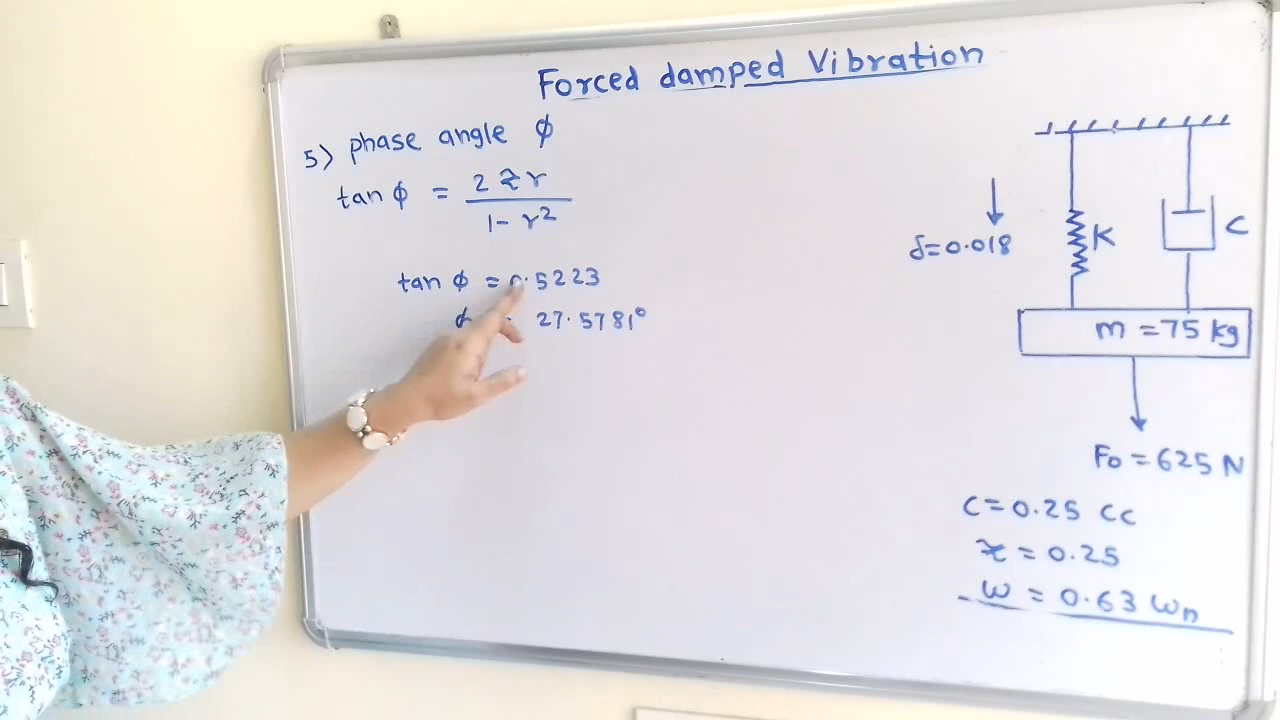 Forced damped Vibration
5) phase angle ϕ
tan ϕ = 2 ξ r
1 - r²
tan ϕ = 0.5223
ϕ = 27.5781°
δ=0.018
K
C
m = 75 kg
Fo = 625 N
C = 0.25 Cc
ξ = 0.25
ω = 0.63 ωn